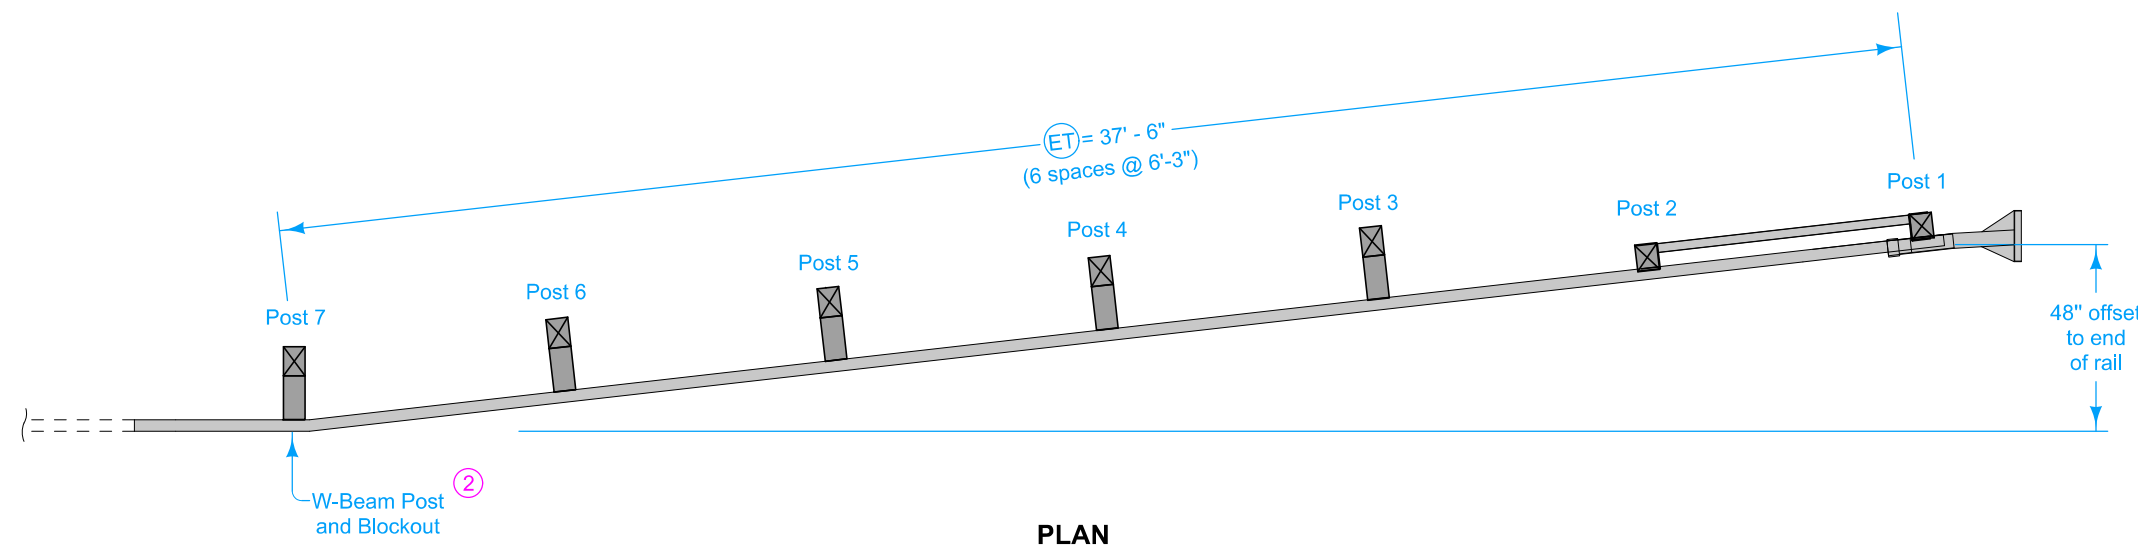 ET = 37' - 6"
(6 spaces @ 6'-3")
Post 1
Post 2
Post 3
Post 4
Post 5
Post 6
Post 7
48" offset
to end
of rail
W-Beam Post 2
and Blockout
PLAN